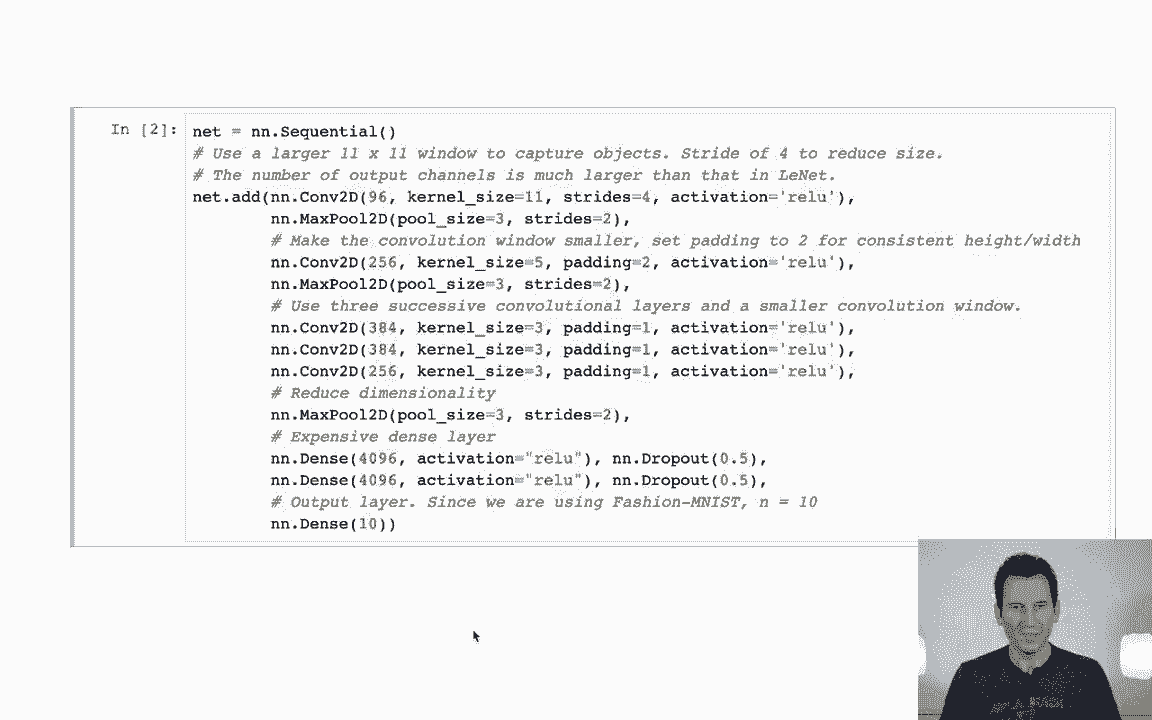 In [2]: net = nn.Sequential()
# Use a larger 11 x 11 window to capture objects. Stride of 4 to reduce size.
# The number of output channels is much larger than that in LeNet.
net.add(nn.Conv2D(96, kernel_size=11, strides=4, activation='relu'),
nn.MaxPool2D(pool_size=3, strides=2),
# Make the convolution window smaller, set padding to 2 for consistent height/width
nn.Conv2D(256, kernel_size=5, padding=2, activation='relu'),
nn.MaxPool2D(pool_size=3, strides=2),
# Use three successive convolutional layers and a smaller convolution window.
nn.Conv2D(384, kernel_size=3, padding=1, activation='relu'),
nn.Conv2D(384, kernel_size=3, padding=1, activation='relu'),
nn.Conv2D(256, kernel_size=3, padding=1, activation='relu'),
# Reduce dimensionality
nn.MaxPool2D(pool_size=3, strides=2),
# Expensive dense layer
nn.Dense(4096, activation="relu"), nn.Dropout(0.5),
nn.Dense(4096, activation="relu"), nn.Dropout(0.5),
# Output layer. Since we are using Fashion-MNIST, n = 10
nn.Dense(10))